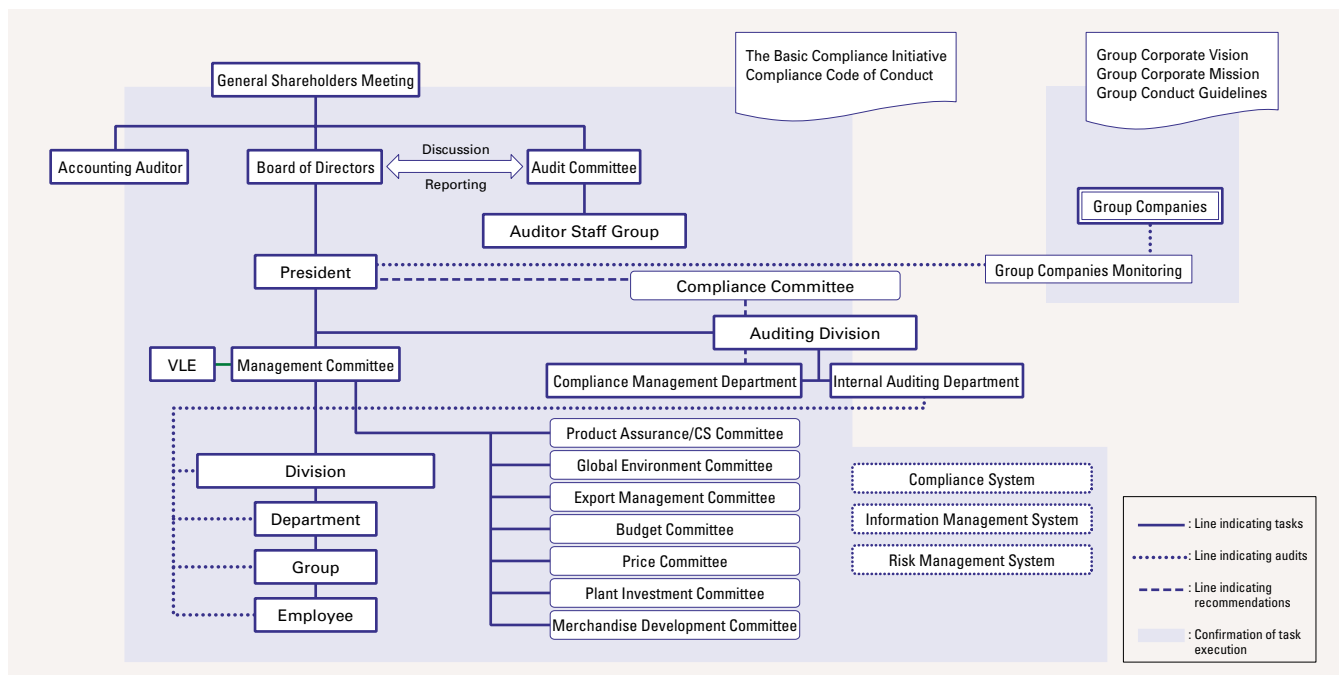 The Basic Compliance Initiative
Compliance Code of Conduct
Group Corporate Vision
Group Corporate Mission
Group Conduct Guidelines
General Shareholders Meeting
Accounting Auditor
Board of Directors
Discussion
Reporting
Audit Committee
Auditor Staff Group
Group Companies
Group Companies Monitoring
President
Compliance Committee
Auditing Division
VLE
Management Committee
Compliance Management Department
Internal Auditing Department
Division
Department
Group
Employee
Product Assurance/CS Committee
Global Environment Committee
Export Management Committee
Budget Committee
Price Committee
Plant Investment Committee
Merchandise Development Committee
Compliance System
Information Management System
Risk Management System
: Line indicating tasks
: Line indicating audits
: Line indicating
recommendations
: Confirmation of task
execution